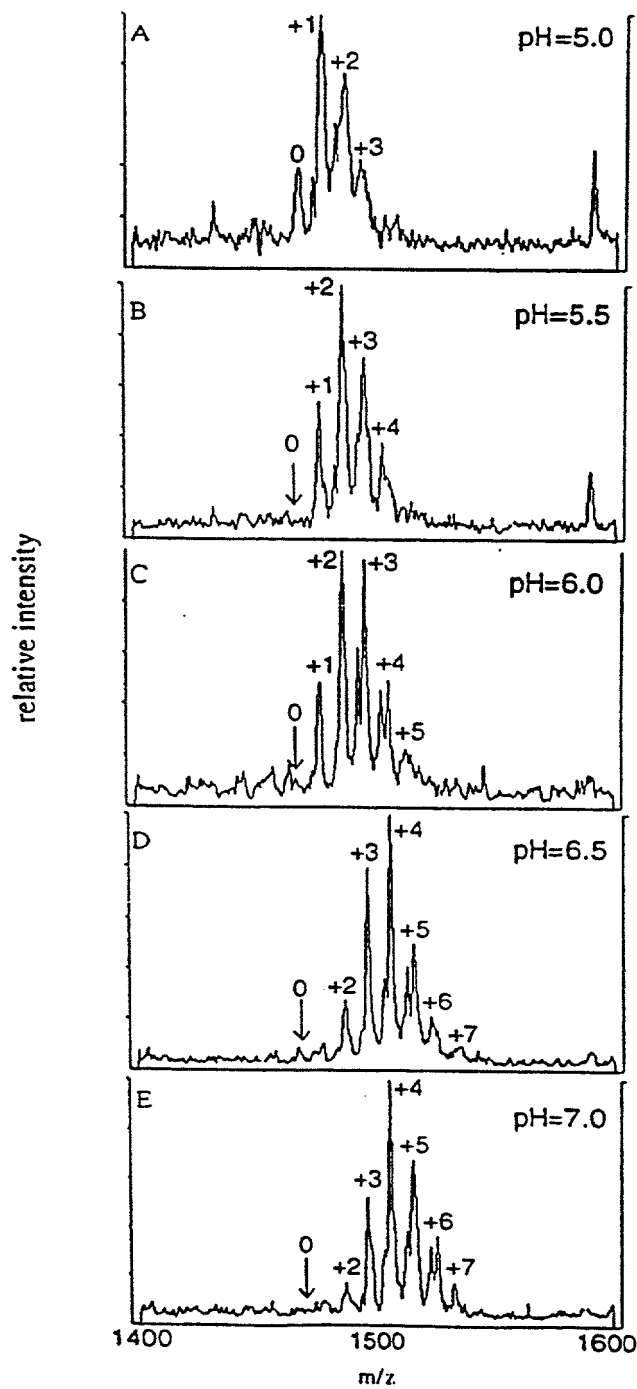 A
pH=5.0
+1
+2
+3
0
B
pH=5.5
+2
+3
+1
+4
0
C
pH=6.0
+2
+3
+1
+4
0
+5
D
pH=6.5
+4
+3
+5
0
+2
+6
+7
E
pH=7.0
+4
+5
+3
+6
0
+2
+7
relative intensity
1400
1500
1600
m/z